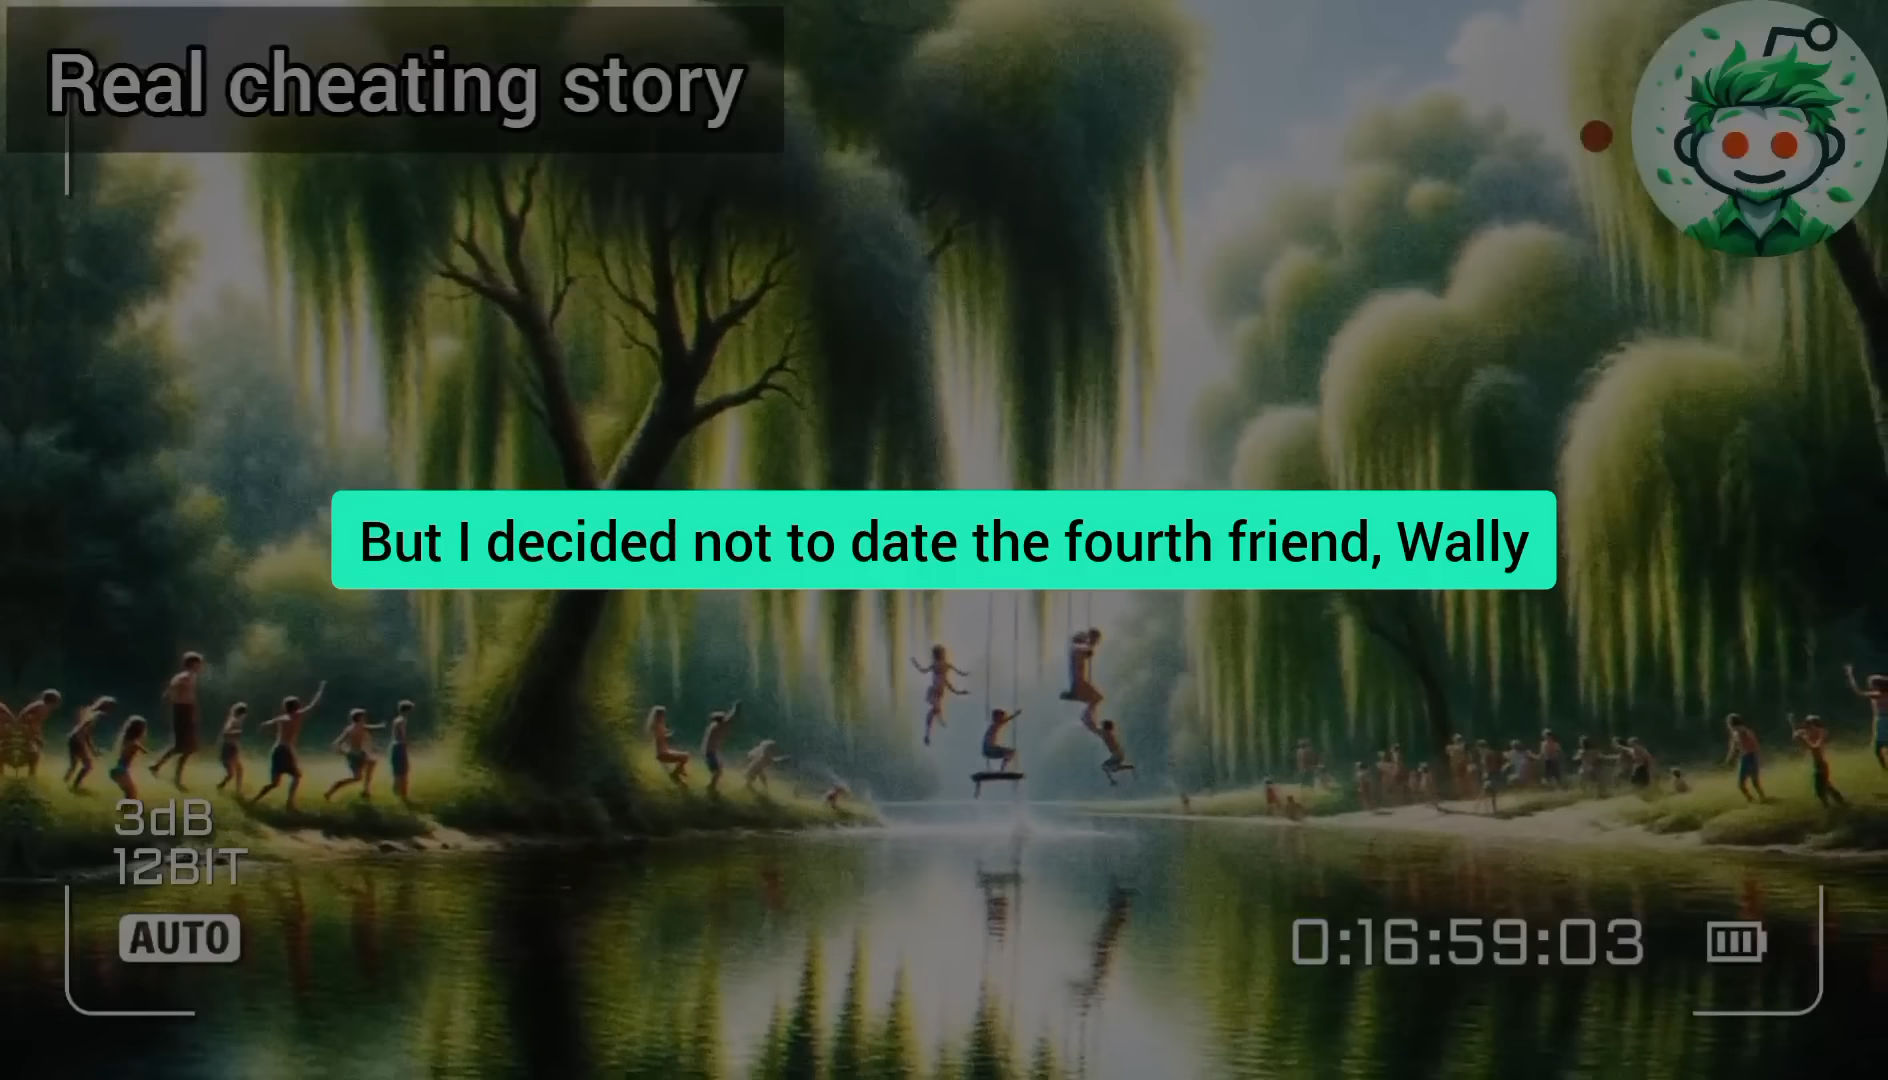 Real cheating story
But I decided not to date the fourth friend, Wally
3dB
12BIT
AUTO
0:16:59:03